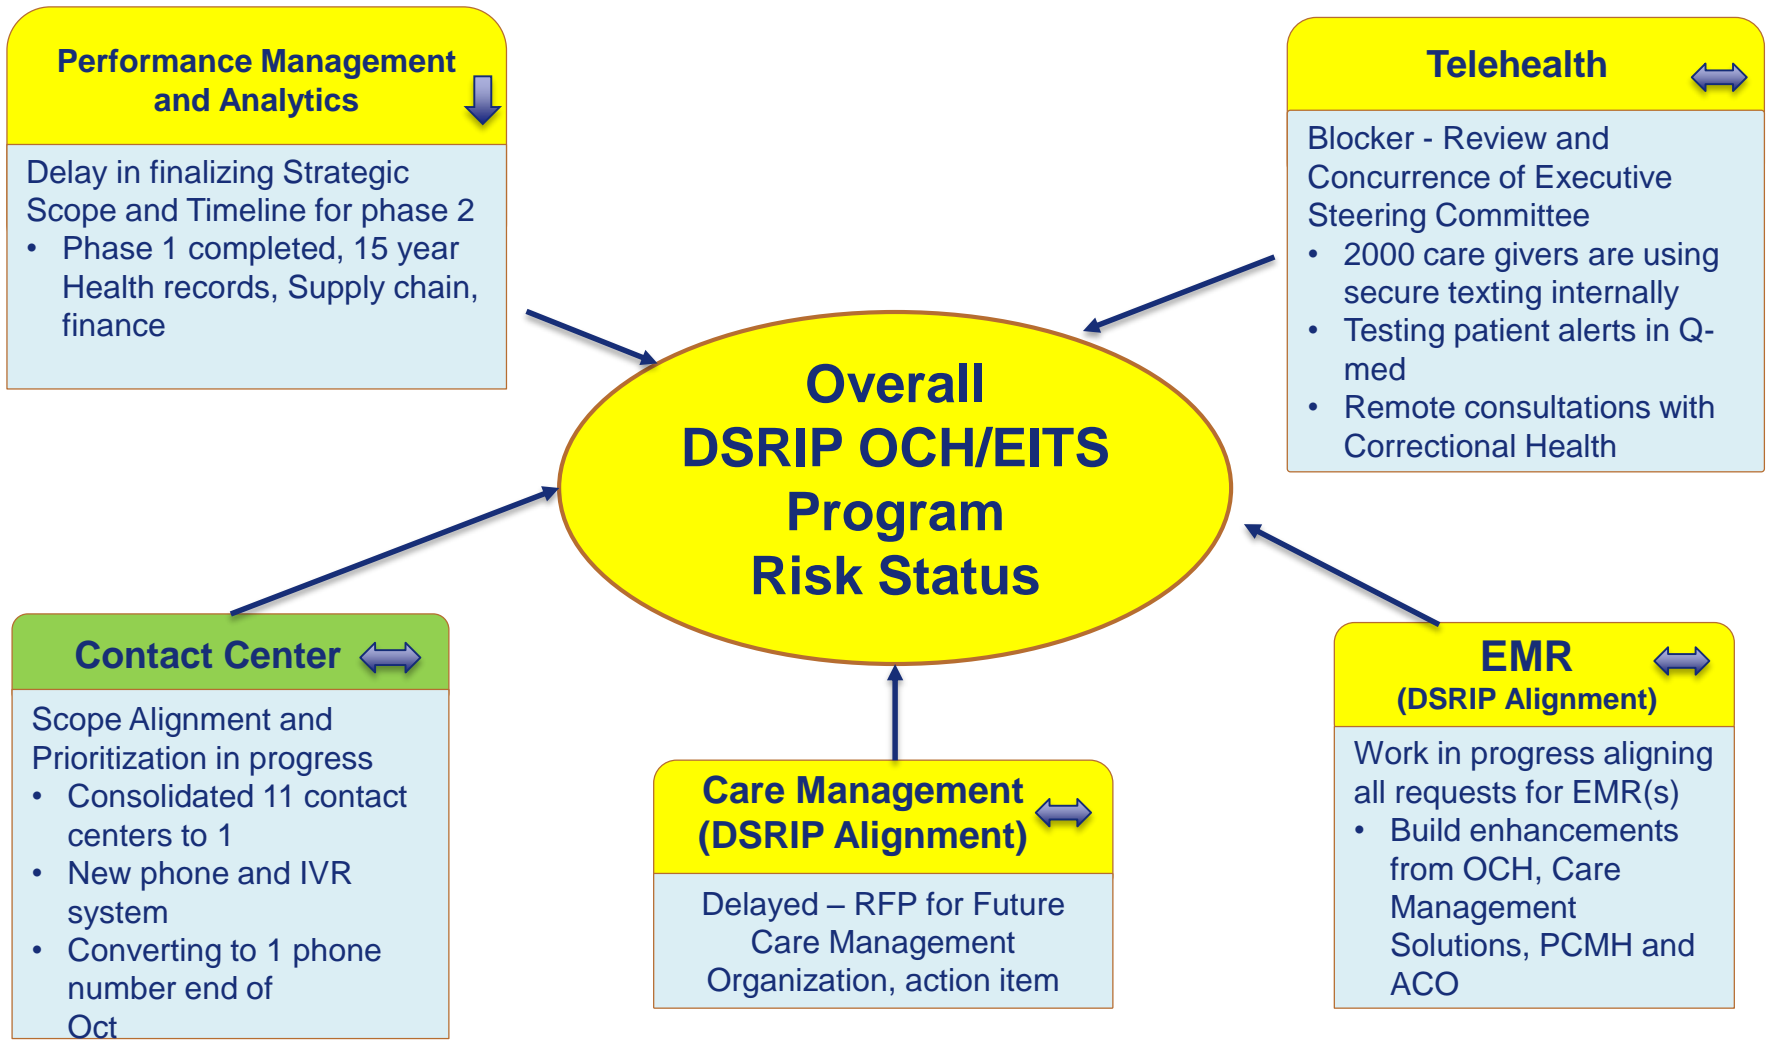 Performance Management
and Analytics
Delay in finalizing Strategic
Scope and Timeline for phase 2
• Phase 1 completed, 15 year
Health records, Supply chain,
finance
Telehealth
Blocker - Review and
Concurrence of Executive
Steering Committee
• 2000 care givers are using
secure texting internally
• Testing patient alerts in Q-
med
• Remote consultations with
Correctional Health
Overall
DSRIP OCH/EITS
Program
Risk Status
Contact Center
Scope Alignment and
Prioritization in progress
• Consolidated 11 contact
centers to 1
• New phone and IVR
system
• Converting to 1 phone
number end of
Oct
Care Management
(DSRIP Alignment)
Delayed – RFP for Future
Care Management
Organization, action item
EMR
(DSRIP Alignment)
Work in progress aligning
all requests for EMR(s)
• Build enhancements
from OCH, Care
Management
Solutions, PCMH and
ACO